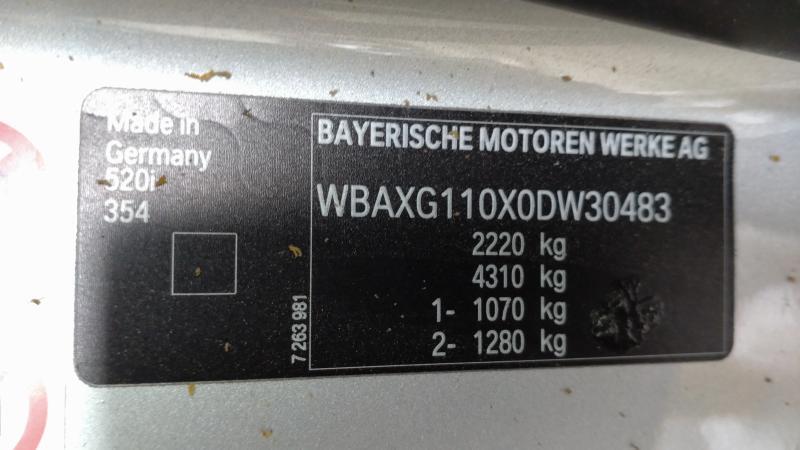 Made in
Germany
520i
354
BAYERISCHE MOTOREN WERKE AG
WBAXG110X0DW30483
2220 kg
4310 kg
1- 1070 kg
2- 1280 kg
7 263 981